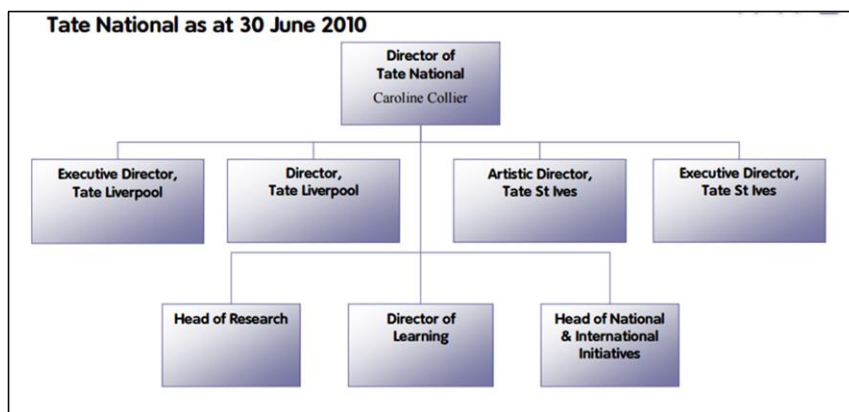 Tate National as at 30 June 2010
Director of
Tate National
Caroline Collier
Executive Director,
Tate Liverpool
Director,
Tate Liverpool
Artistic Director,
Tate St Ives
Executive Director,
Tate St Ives
Head of Research
Director of
Learning
Head of National
& International
Initiatives